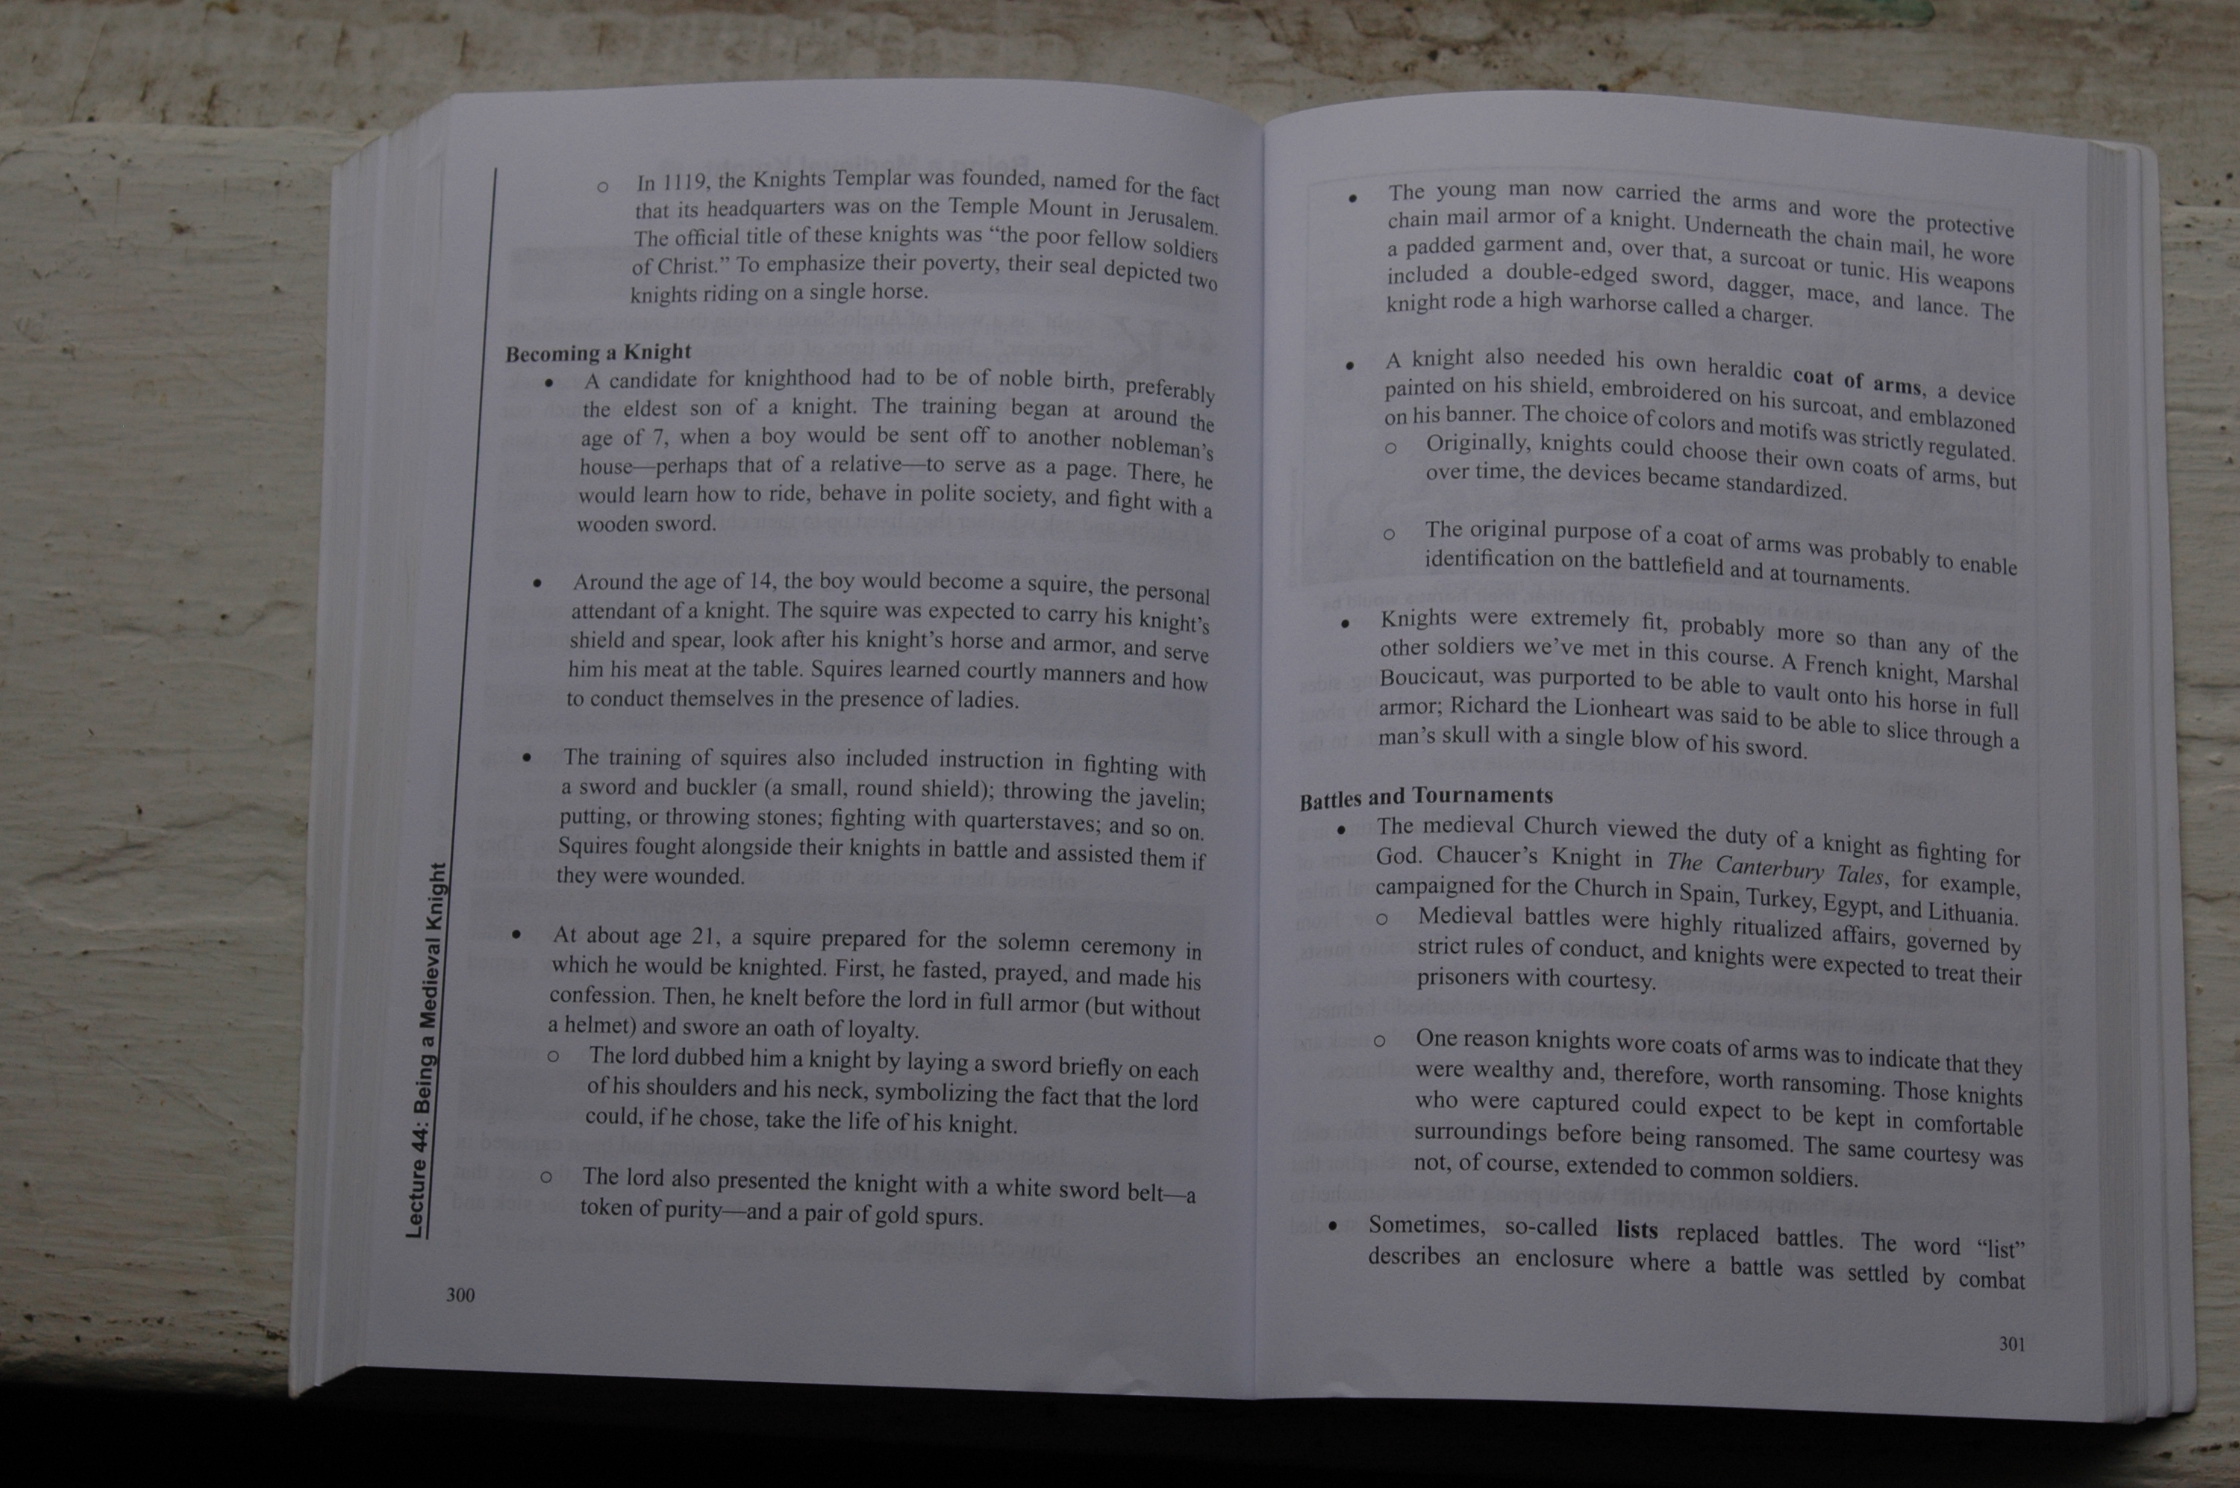 Lecture 44: Being a Medieval Knight
○ In 1119, the Knights Templar was founded, named for the fact
that its headquarters was on the Temple Mount in Jerusalem.
The official title of these knights was “the poor fellow soldiers
of Christ.” To emphasize their poverty, their seal depicted two
knights riding on a single horse.
Becoming a Knight
• A candidate for knighthood had to be of noble birth, preferably
the eldest son of a knight. The training began at around the
age of 7, when a boy would be sent off to another nobleman’s
house—perhaps that of a relative—to serve as a page. There, he
would learn how to ride, behave in polite society, and fight with a
wooden sword.
• Around the age of 14, the boy would become a squire, the personal
attendant of a knight. The squire was expected to carry his knight’s
shield and spear, look after his knight’s horse and armor, and serve
him his meat at the table. Squires learned courtly manners and how
to conduct themselves in the presence of ladies.
• The training of squires also included instruction in fighting with
a sword and buckler (a small, round shield); throwing the javelin;
putting, or throwing stones; fighting with quarterstaves; and so on.
Squires fought alongside their knights in battle and assisted them if
they were wounded.
• At about age 21, a squire prepared for the solemn ceremony in
which he would be knighted. First, he fasted, prayed, and made his
confession. Then, he knelt before the lord in full armor (but without
a helmet) and swore an oath of loyalty.
○ The lord dubbed him a knight by laying a sword briefly on each
of his shoulders and his neck, symbolizing the fact that the lord
could, if he chose, take the life of his knight.
○ The lord also presented the knight with a white sword belt—a
token of purity—and a pair of gold spurs.
300
• The young man now carried the arms and wore the protective
chain mail armor of a knight. Underneath the chain mail, he wore
a padded garment and, over that, a surcoat or tunic. His weapons
included a double-edged sword, dagger, mace, and lance. The
knight rode a high warhorse called a charger.
• A knight also needed his own heraldic coat of arms, a device
painted on his shield, embroidered on his surcoat, and emblazoned
on his banner. The choice of colors and motifs was strictly regulated.
○ Originally, knights could choose their own coats of arms, but
over time, the devices became standardized.
○ The original purpose of a coat of arms was probably to enable
identification on the battlefield and at tournaments.
• Knights were extremely fit, probably more so than any of the
other soldiers we’ve met in this course. A French knight, Marshal
Boucicaut, was purported to be able to vault onto his horse in full
armor; Richard the Lionheart was said to be able to slice through a
man’s skull with a single blow of his sword.
Battles and Tournaments
• The medieval Church viewed the duty of a knight as fighting for
God. Chaucer’s Knight in The Canterbury Tales, for example,
campaigned for the Church in Spain, Turkey, Egypt, and Lithuania.
○ Medieval battles were highly ritualized affairs, governed by
strict rules of conduct, and knights were expected to treat their
prisoners with courtesy.
○ One reason knights wore coats of arms was to indicate that they
were wealthy and, therefore, worth ransoming. Those knights
who were captured could expect to be kept in comfortable
surroundings before being ransomed. The same courtesy was
not, of course, extended to common soldiers.
• Sometimes, so-called lists replaced battles. The word “list”
describes an enclosure where a battle was settled by combat
301